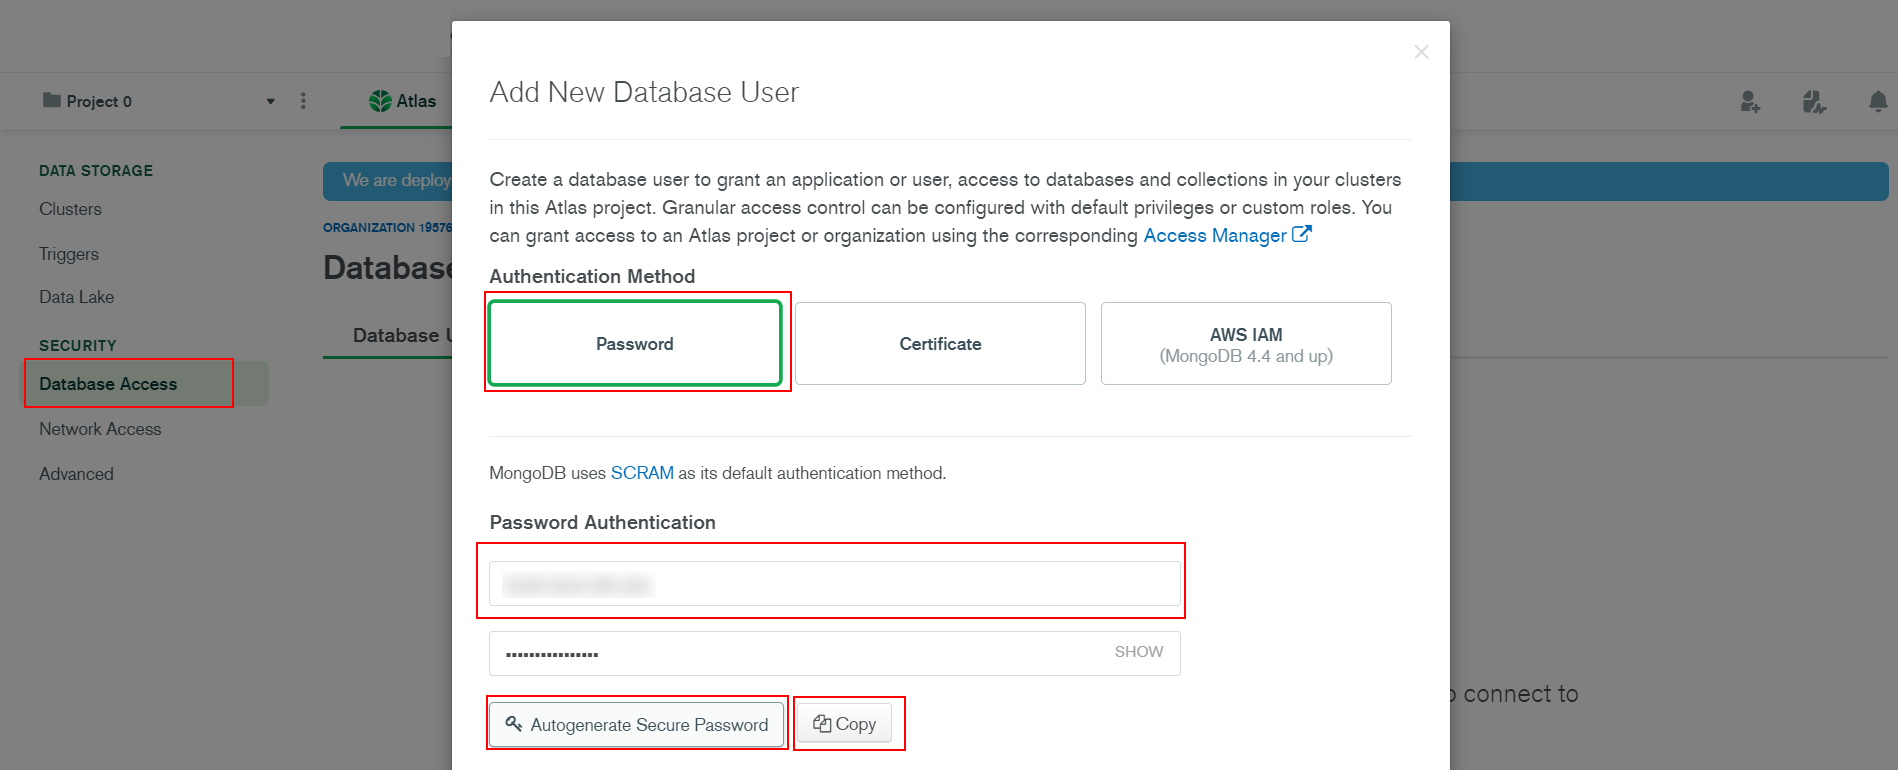 Project 0
Atlas
DATA STORAGE
Clusters
Triggers
Data Lake
SECURITY
Database Access
Network Access
Advanced
We are deploy
ORGANIZATION 19576
Database
Database U
Add New Database User
Create a database user to grant an application or user, access to databases and collections in your clusters
in this Atlas project. Granular access control can be configured with default privileges or custom roles. You
can grant access to an Atlas project or organization using the corresponding Access Manager
Authentication Method
Password
Certificate
AWS IAM
(MongoDB 4.4 and up)
MongoDB uses SCRAM as its default authentication method.
Password Authentication
SHOW
Autogenerate Secure Password
Copy
connect to